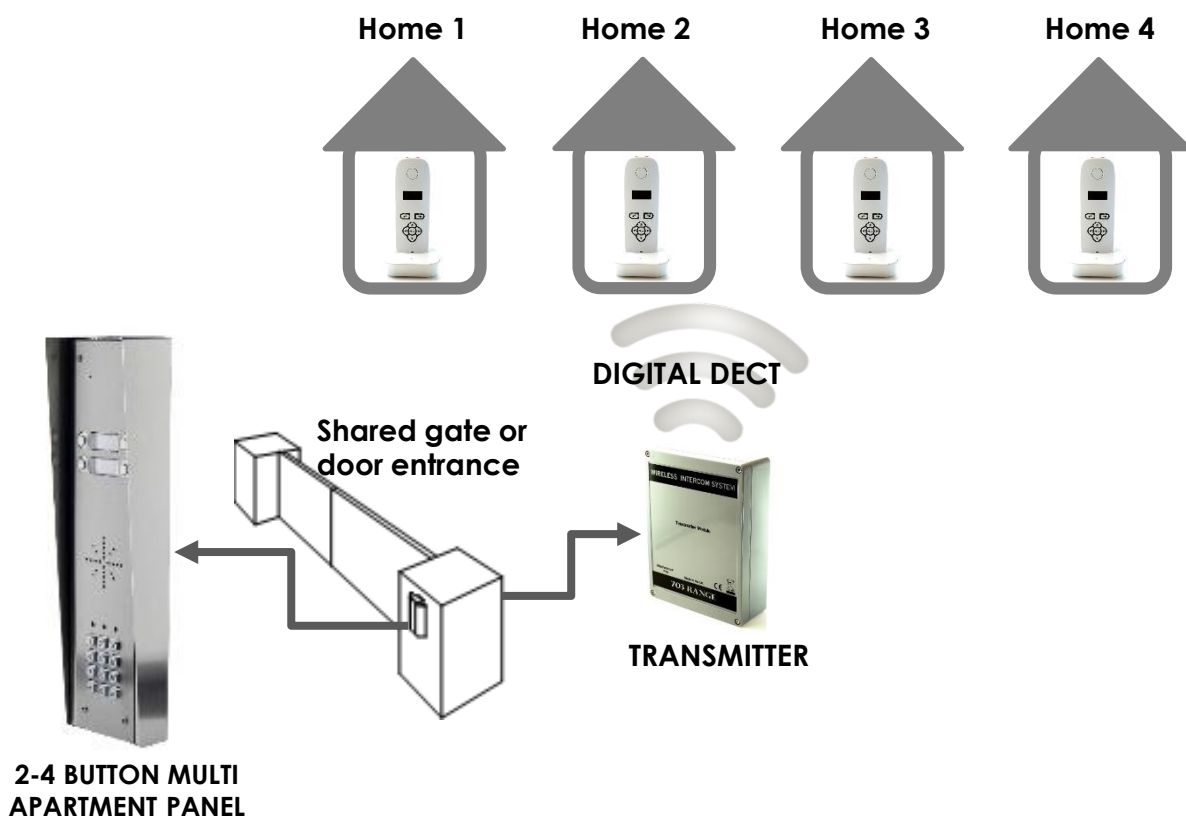 Home 1
Home 2
Home 3
Home 4
DIGITAL DECT
Shared gate or
door entrance
WIRELESS INTERCOM SYSTEM
703 RANGE
TRANSMITTER
2-4 BUTTON MULTI
APARTMENT PANEL